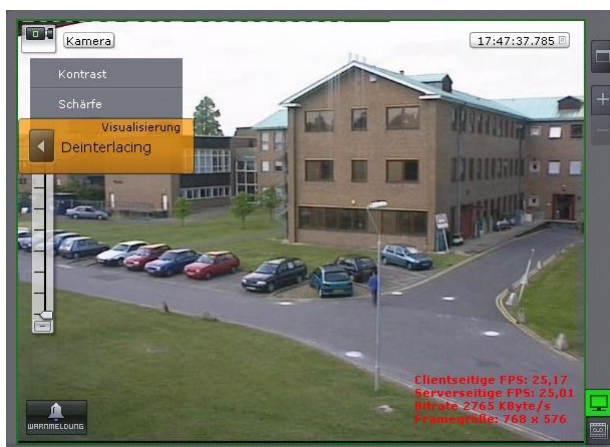 Kamera
17:47:37.785
Kontrast
Schärfe
Visualisierung
Deinterlacing
Clientseitige FPS: 25,17
Serverseitige FPS: 25,01
Bitrate 2765 KByte/s
Framegröße: 768 x 576
WARNMELDUNG